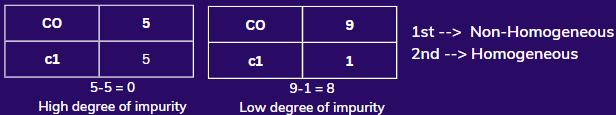 CO 5
c1 5
5-5 = 0
High degree of impurity
CO 9
c1 1
9-1 = 8
Low degree of impurity
1st --> Non-Homogeneous
2nd --> Homogeneous